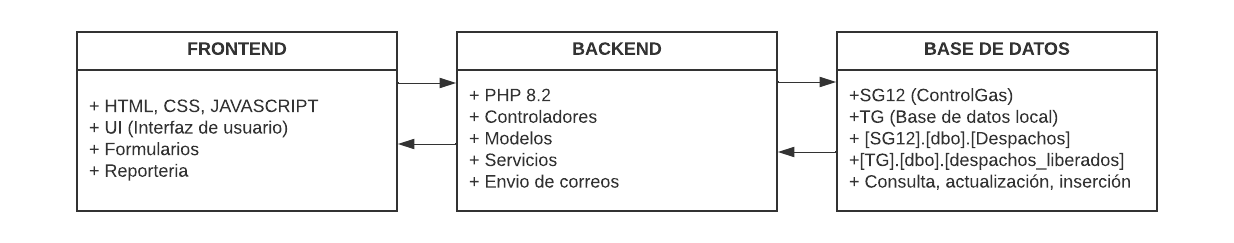 FRONTEND
+ HTML, CSS, JAVASCRIPT
+ UI (Interfaz de usuario)
+ Formularios
+ Reporteria
BACKEND
+ PHP 8.2
+ Controladores
+ Modelos
+ Servicios
+ Envio de correos
BASE DE DATOS
+SG12 (ControlGas)
+TG (Base de datos local)
+ [SG12].[dbo].[Despachos]
+[TG].[dbo].[despachos_liberados]
+ Consulta, actualización, inserción